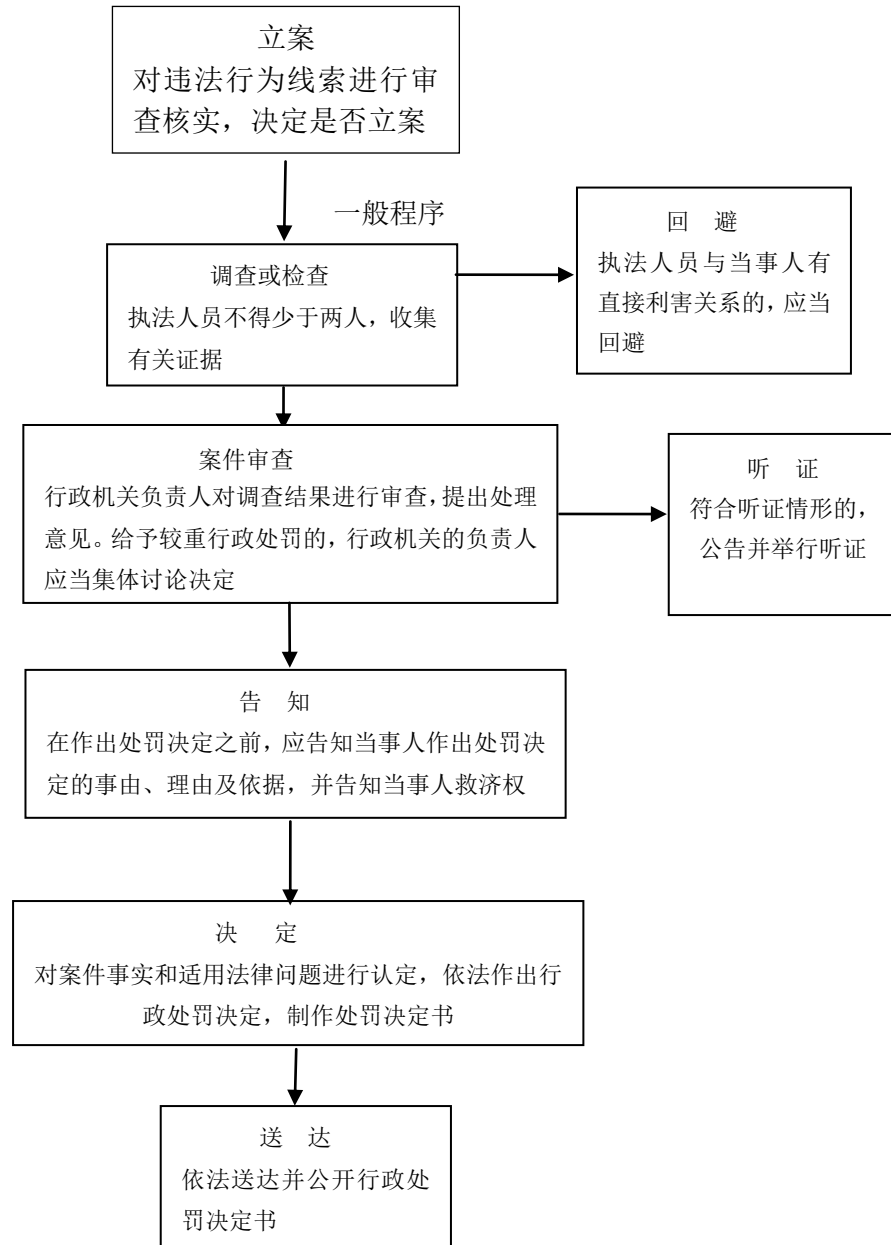 立案
对违法行为线索进行审
查核实，决定是否立案
一般程序
回 避
执法人员与当事人有
直接利害关系的，应当
回避
调查或检查
执法人员不得少于两人，收集
有关证据
案件审查
行政机关负责人对调查结果进行审查，提出处理
意见。给予较重行政处罚的，行政机关的负责人
应当集体讨论决定
听 证
符合听证情形的，
公告并举行听证
告 知
在作出处罚决定之前，应告知当事人作出处罚决
定的事由、理由及依据，并告知当事人救济权
决 定
对案件事实和适用法律问题进行认定，依法作出行
政处罚决定，制作处罚决定书
送 达
依法送达并公开行政处
罚决定书